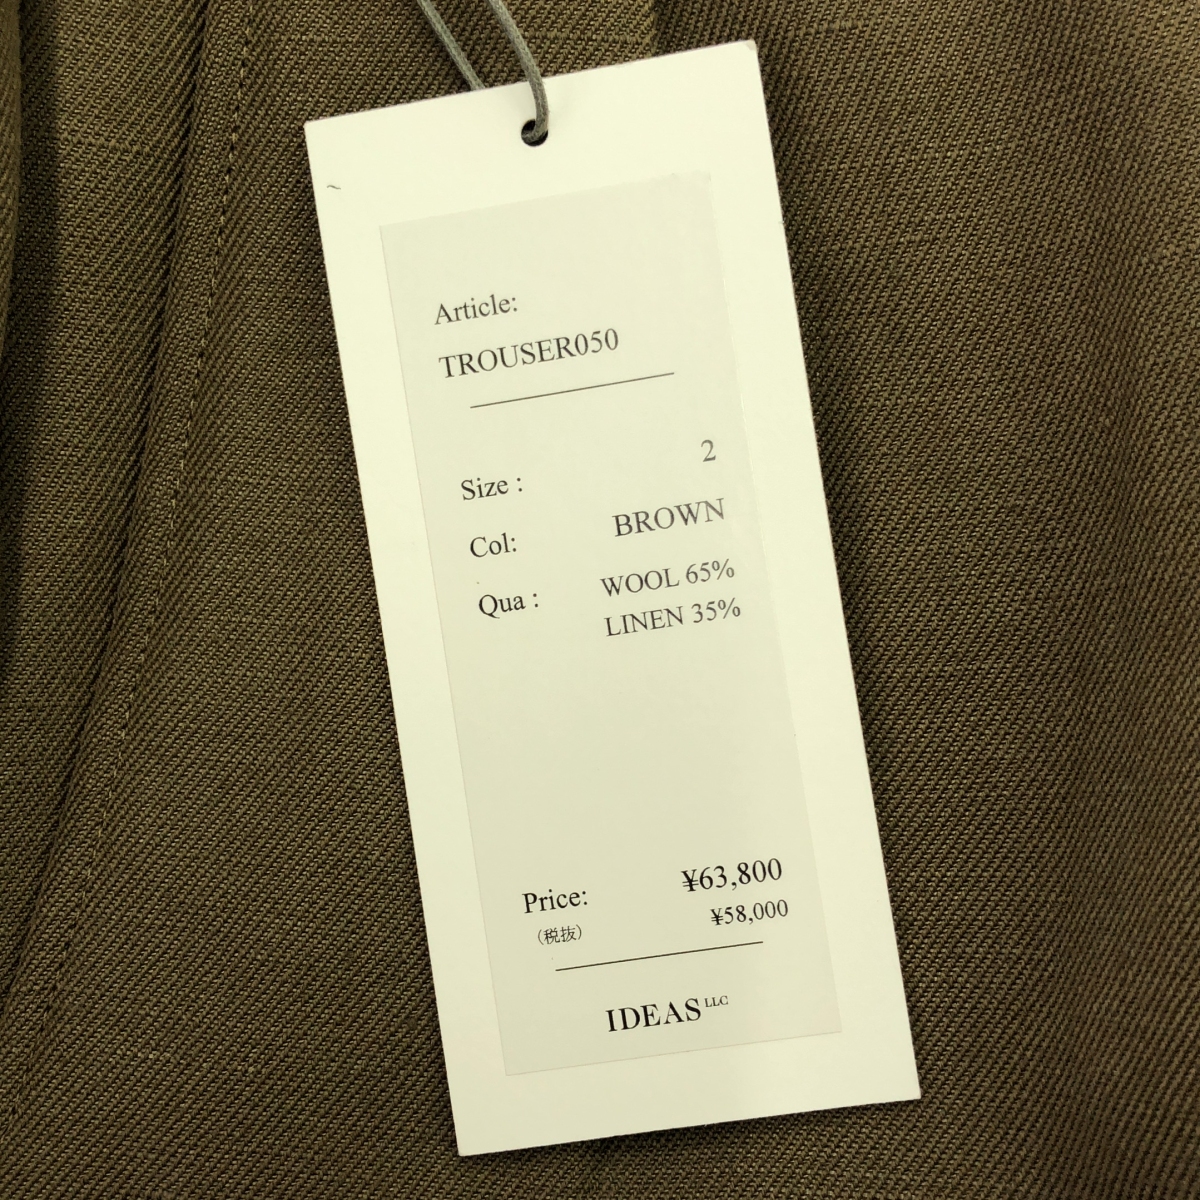 Article:
TROUSER050
Size : 2
Col: BROWN
Qua : WOOL 65%
LINEN 35%
Price: ¥63,800
(税抜) ¥58,000
IDEAS LLC